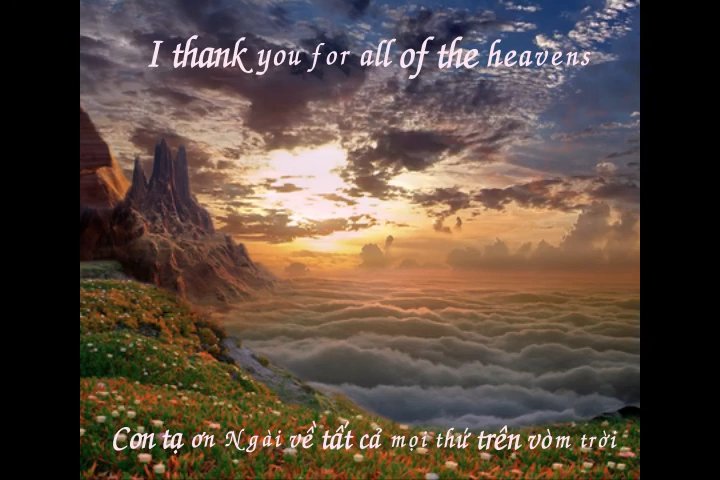 I thank you for all of the heavens
Con tạ ơn Ngài về tất cả mọi thứ trên vòm trời